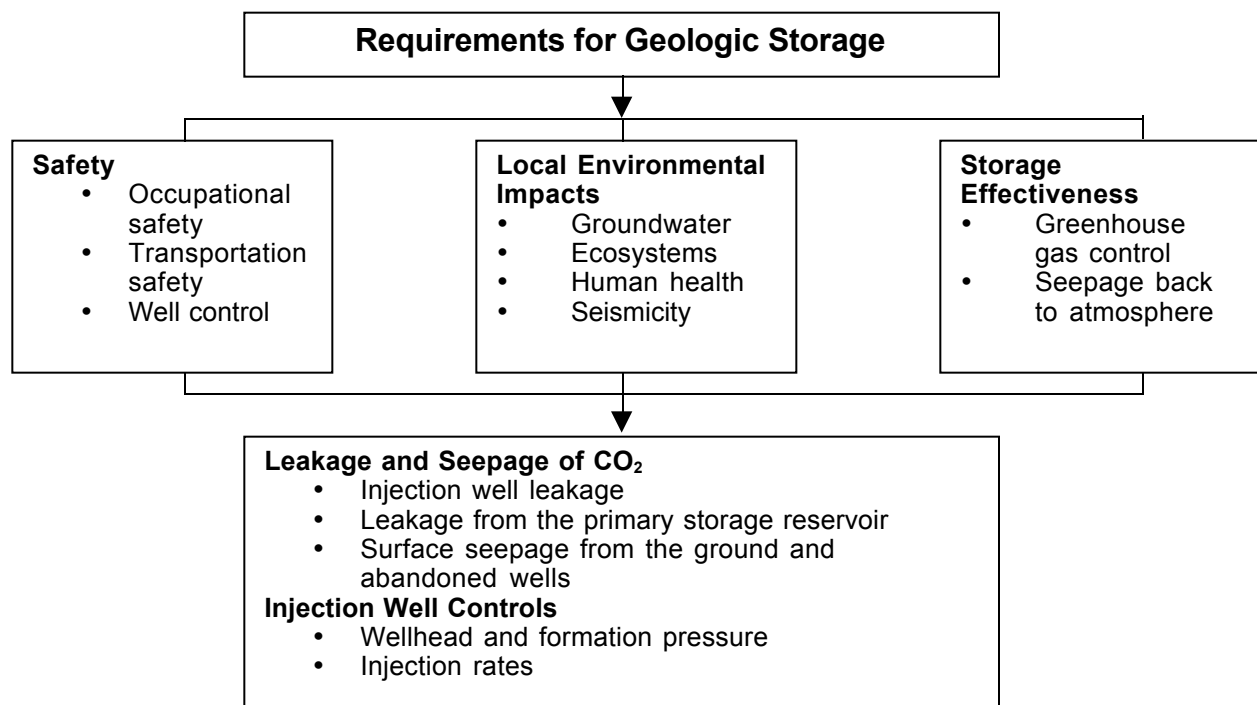 Requirements for Geologic Storage
Safety
• Occupational
safety
• Transportation
safety
• Well control
Local Environmental
Impacts
• Groundwater
• Ecosystems
• Human health
• Seismicity
Storage
Effectiveness
• Greenhouse
gas control
• Seepage back
to atmosphere
Leakage and Seepage of CO₂
• Injection well leakage
• Leakage from the primary storage reservoir
• Surface seepage from the ground and
abandoned wells
Injection Well Controls
• Wellhead and formation pressure
• Injection rates